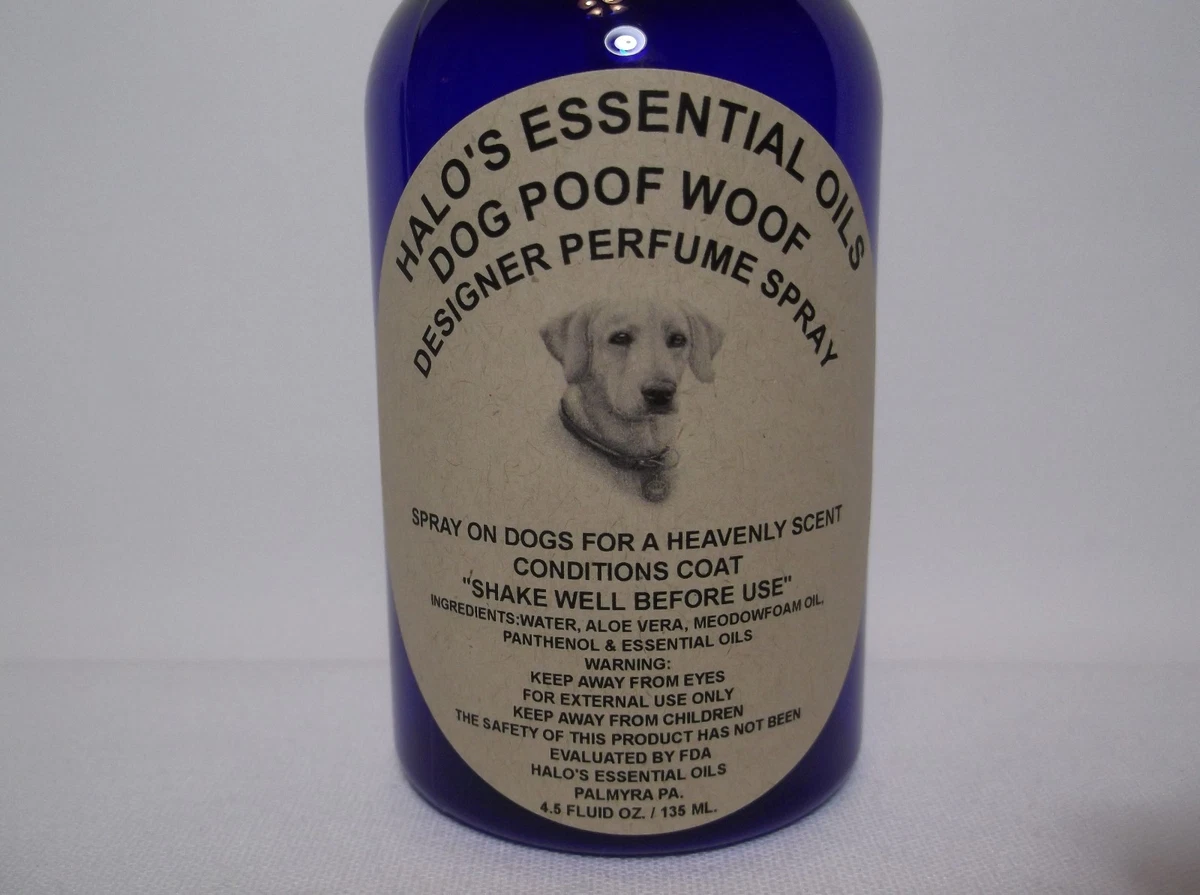 HALO'S ESSENTIAL OILS
DOG POOF WOOF
DESIGNER PERFUME SPRAY
SPRAY ON DOGS FOR A HEAVENLY SCENT
CONDITIONS COAT
"SHAKE WELL BEFORE USE"
INGREDIENTS:WATER, ALOE VERA, MEODOWFOAM OIL,
PANTHENOL & ESSENTIAL OILS
WARNING:
KEEP AWAY FROM EYES
FOR EXTERNAL USE ONLY
KEEP AWAY FROM CHILDREN
THE SAFETY OF THIS PRODUCT HAS NOT BEEN
EVALUATED BY FDA
HALO'S ESSENTIAL OILS
PALMYRA PA.
4.5 FLUID OZ. / 135 ML.